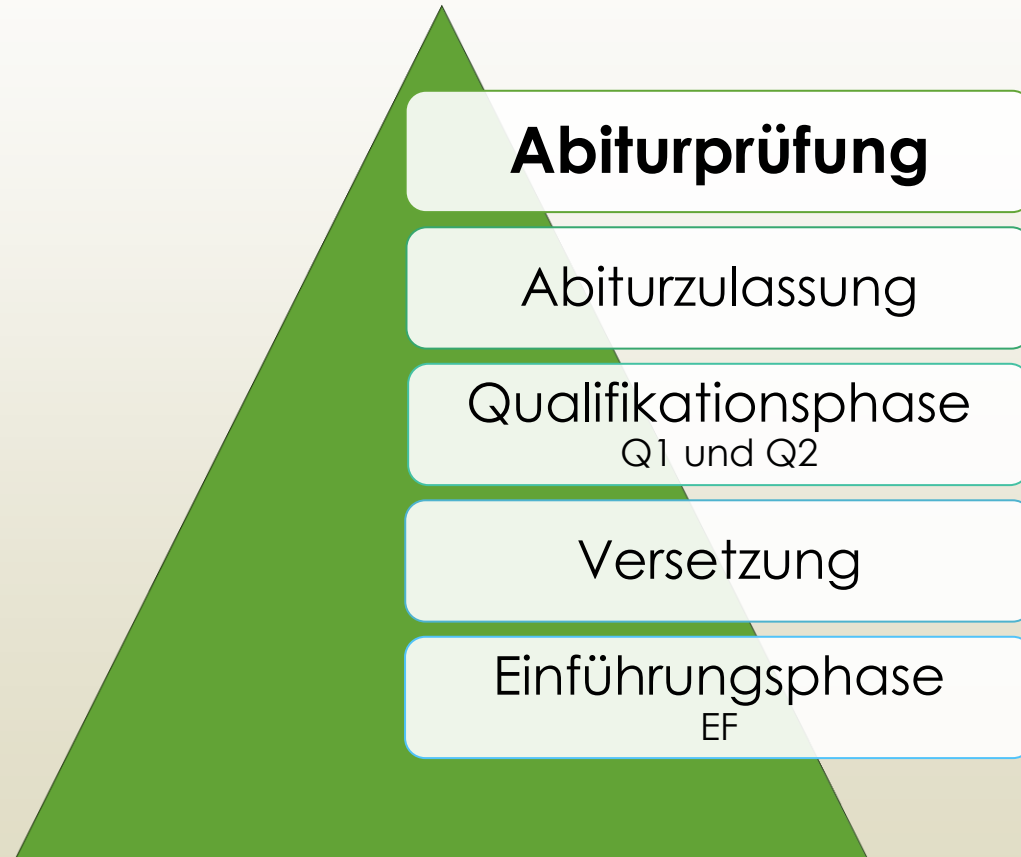 Abiturprüfung
Abiturzulassung
Qualifikationsphase
Q1 und Q2
Versetzung
Einführungsphase
EF